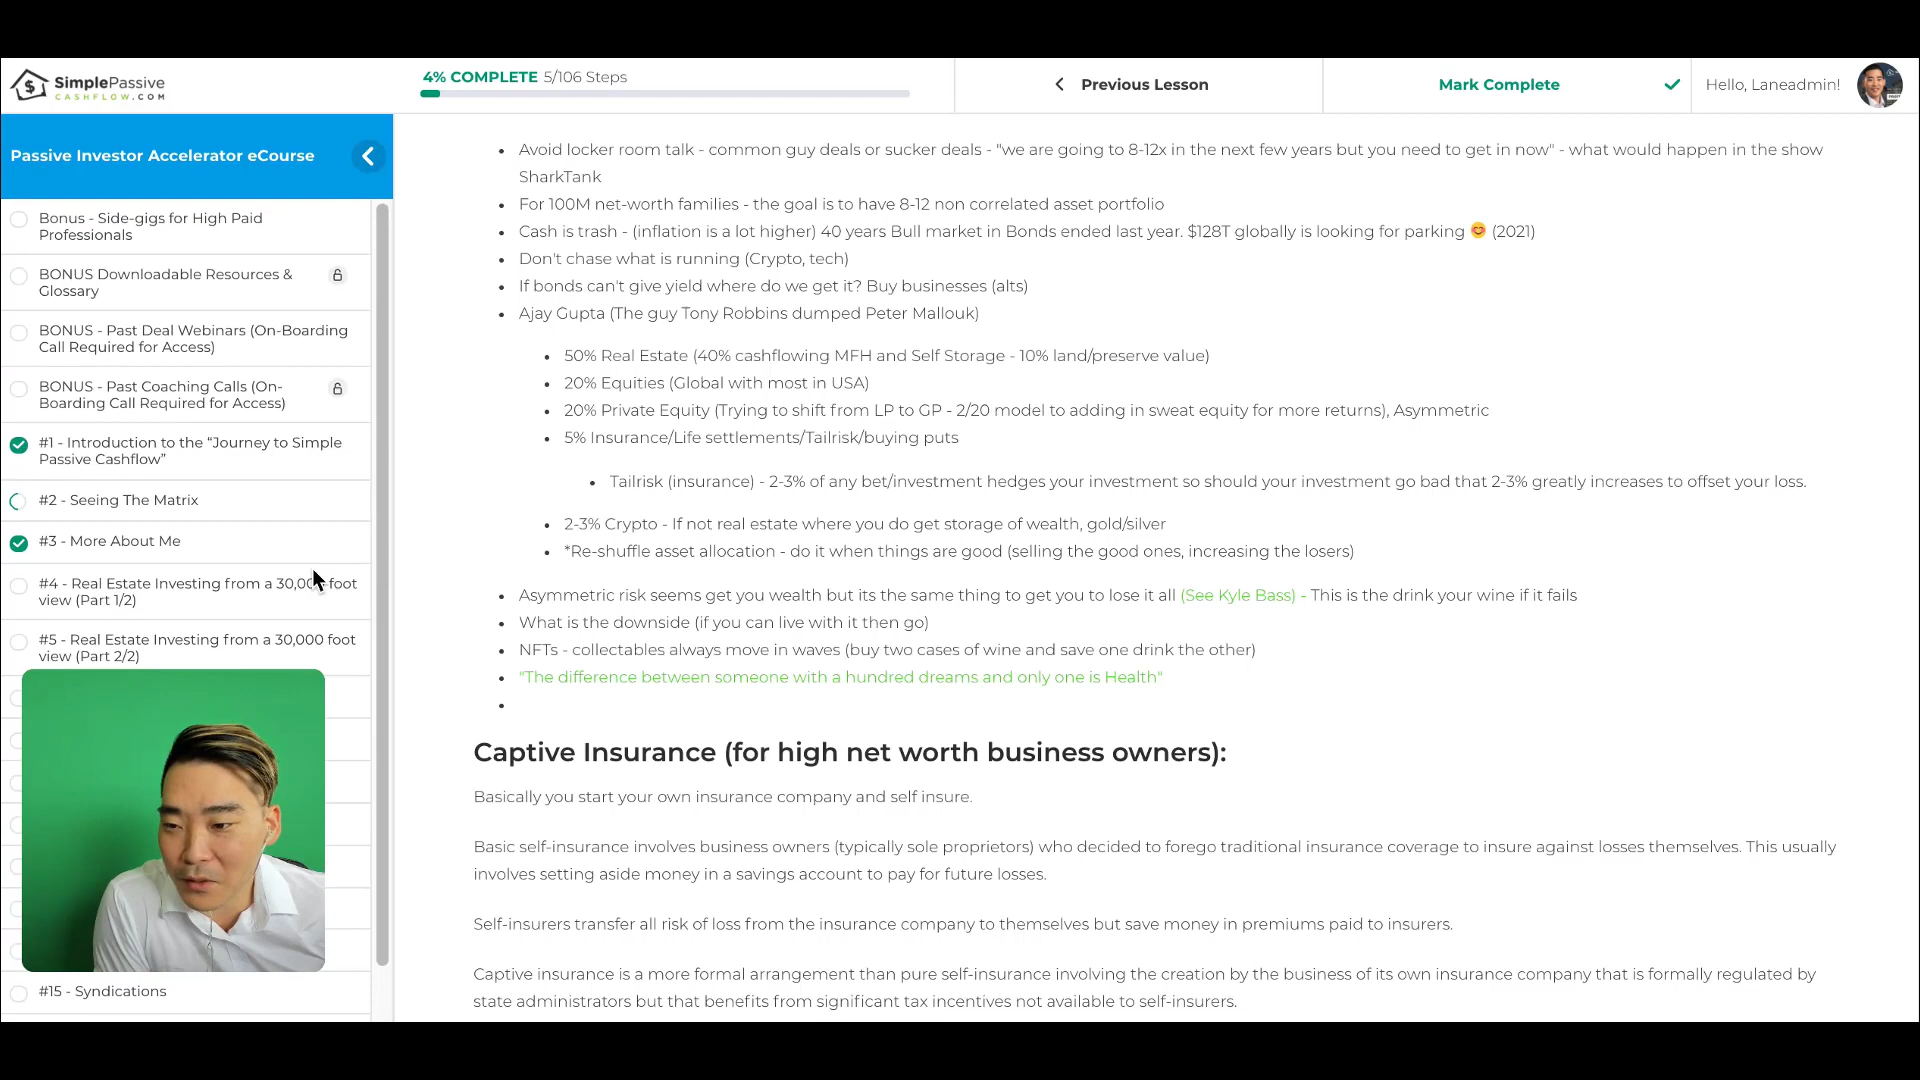 SimplePassive
CASHFLOW.COM
4% COMPLETE 5/106 Steps
Previous Lesson
Mark Complete
Hello, Laneadmin!
Passive Investor Accelerator eCourse
Bonus - Side-gigs for High Paid
Professionals
BONUS Downloadable Resources &
Glossary
BONUS - Past Deal Webinars (On-Boarding
Call Required for Access)
BONUS - Past Coaching Calls (On-
Boarding Call Required for Access)
#1 - Introduction to the “Journey to Simple
Passive Cashflow”
#2 - Seeing The Matrix
#3 - More About Me
#4 - Real Estate Investing from a 30,000 foot
view (Part 1/2)
#5 - Real Estate Investing from a 30,000 foot
view (Part 2/2)
#15 - Syndications
Avoid locker room talk - common guy deals or sucker deals - "we are going to 8-12x in the next few years but you need to get in now" - what would happen in the show
SharkTank
For 100M net-worth families - the goal is to have 8-12 non correlated asset portfolio
Cash is trash - (inflation is a lot higher) 40 years Bull market in Bonds ended last year. $128T globally is looking for parking 😊 (2021)
Don't chase what is running (Crypto, tech)
If bonds can't give yield where do we get it? Buy businesses (alts)
Ajay Gupta (The guy Tony Robbins dumped Peter Mallouk)
50% Real Estate (40% cashflowing MFH and Self Storage - 10% land/preserve value)
20% Equities (Global with most in USA)
20% Private Equity (Trying to shift from LP to GP - 2/20 model to adding in sweat equity for more returns), Asymmetric
5% Insurance/Life settlements/Tailrisk/buying puts
Tailrisk (insurance) - 2-3% of any bet/investment hedges your investment so should your investment go bad that 2-3% greatly increases to offset your loss.
2-3% Crypto - If not real estate where you do get storage of wealth, gold/silver
*Re-shuffle asset allocation - do it when things are good (selling the good ones, increasing the losers)
Asymmetric risk seems get you wealth but its the same thing to get you to lose it all (See Kyle Bass) - This is the drink your wine if it fails
What is the downside (if you can live with it then go)
NFTs - collectables always move in waves (buy two cases of wine and save one drink the other)
"The difference between someone with a hundred dreams and only one is Health"
Captive Insurance (for high net worth business owners):
Basically you start your own insurance company and self insure.
Basic self-insurance involves business owners (typically sole proprietors) who decided to forego traditional insurance coverage to insure against losses themselves. This usually
involves setting aside money in a savings account to pay for future losses.
Self-insurers transfer all risk of loss from the insurance company to themselves but save money in premiums paid to insurers.
Captive insurance is a more formal arrangement than pure self-insurance involving the creation by the business of its own insurance company that is formally regulated by
state administrators but that benefits from significant tax incentives not available to self-insurers.